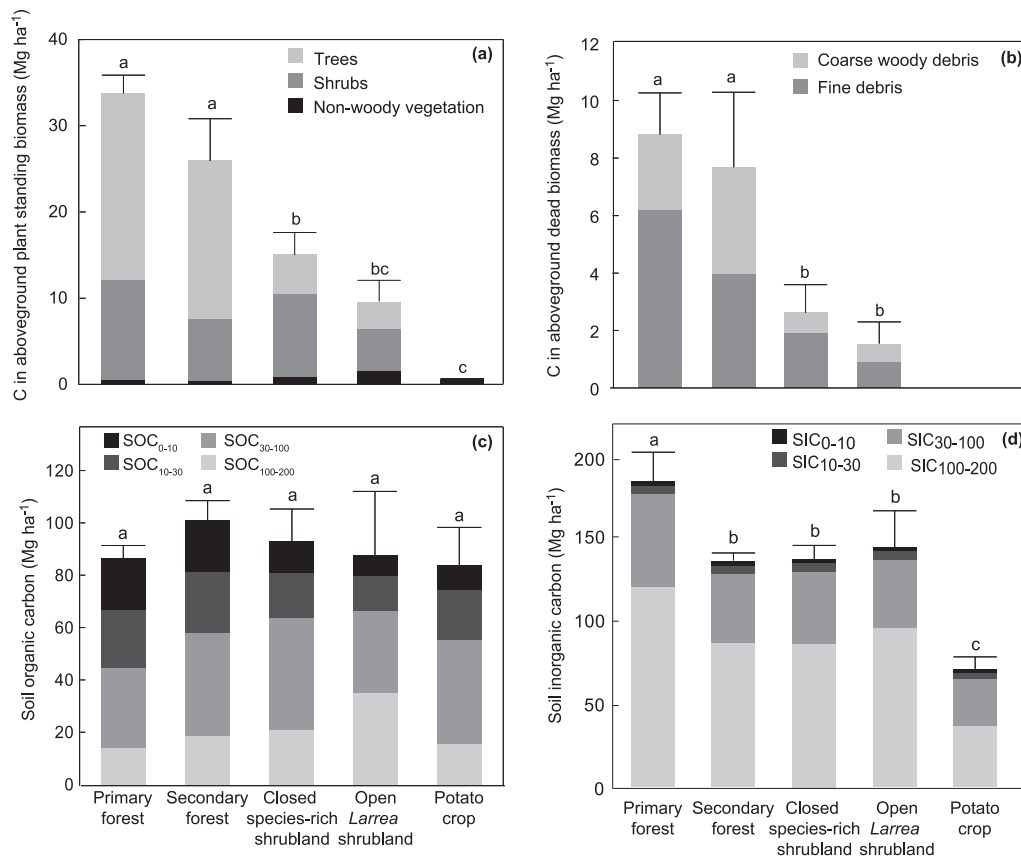 (a)
C in aboveground plant standing biomass (Mg ha⁻¹)
40
30
20
10
0
Trees
Shrubs
Non-woody vegetation
a
a
b
bc
c
(b)
C in aboveground dead biomass (Mg ha⁻¹)
12
10
8
6
4
2
0
Coarse woody debris
Fine debris
a
a
b
b
(c)
Soil organic carbon (Mg ha⁻¹)
120
100
80
60
40
20
0
SOC₀₋₁₀ SOC₃₀₋₁₀₀
SOC₁₀₋₃₀ SOC₁₀₀₋₂₀₀
a
a
a
a
a
Primary
forest
Secondary
forest
Closed
species-rich
shrubland
Open
Larrea
shrubland
Potato
crop
(d)
Soil inorganic carbon (Mg ha⁻¹)
200
150
100
50
0
SIC₀₋₁₀ SIC₃₀₋₁₀₀
SIC₁₀₋₃₀ SIC₁₀₀₋₂₀₀
a
b
b
b
c
Primary
forest
Secondary
forest
Closed
species-rich
shrubland
Open
Larrea
shrubland
Potato
crop